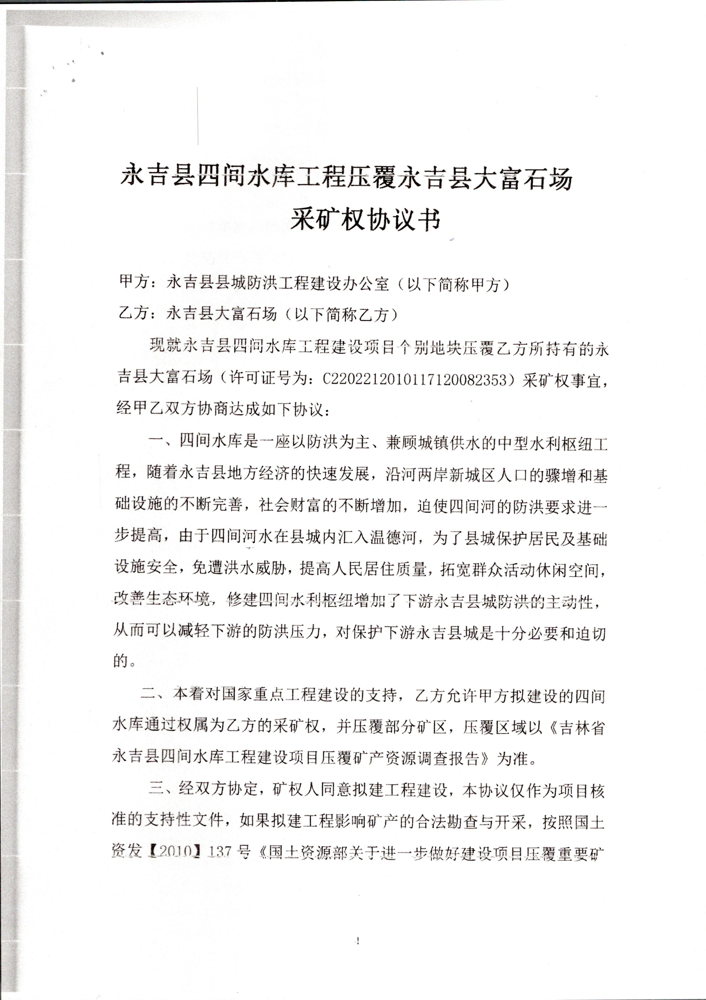 永吉县四间水库工程压覆永吉县大富石场
采矿权协议书
甲方：永吉县县城防洪工程建设办公室（以下简称甲方）
乙方：永吉县大富石场（以下简称乙方）
现就永吉县四间水库工程建设项目个别地块压覆乙方所持有的永
吉县大富石场（许可证号为：C2202212010117120082353）采矿权事宜，
经甲乙双方协商达成如下协议：
一、四间水库是一座以防洪为主、兼顾城镇供水的中型水利枢纽工
程，随着永吉县地方经济的快速发展，沿河两岸新城区人口的骤增和基
础设施的不断完善，社会财富的不断增加，迫使四间河的防洪要求进一
步提高，由于四间河水在县城内汇入温德河，为了县城保护居民及基础
设施安全，免遭洪水威胁，提高人民居住质量，拓宽群众活动休闲空间，
改善生态环境，修建四间水利枢纽增加了下游永吉县城防洪的主动性，
从而可以减轻下游的防洪压力，对保护下游永吉县城是十分必要和迫切
的。
二、本着对国家重点工程建设的支持，乙方允许甲方拟建设的四间
水库通过权属为乙方的采矿权，并压覆部分矿区，压覆区域以《吉林省
永吉县四间水库工程建设项目压覆矿产资源调查报告》为准。
三、经双方协定，矿权人同意拟建工程建设，本协议仅作为项目核
准的支持性文件，如果拟建工程影响矿产的合法勘查与开采，按照国土
资发【2010】137 号《国土资源部关于进一步做好建设项目压覆重要矿
1